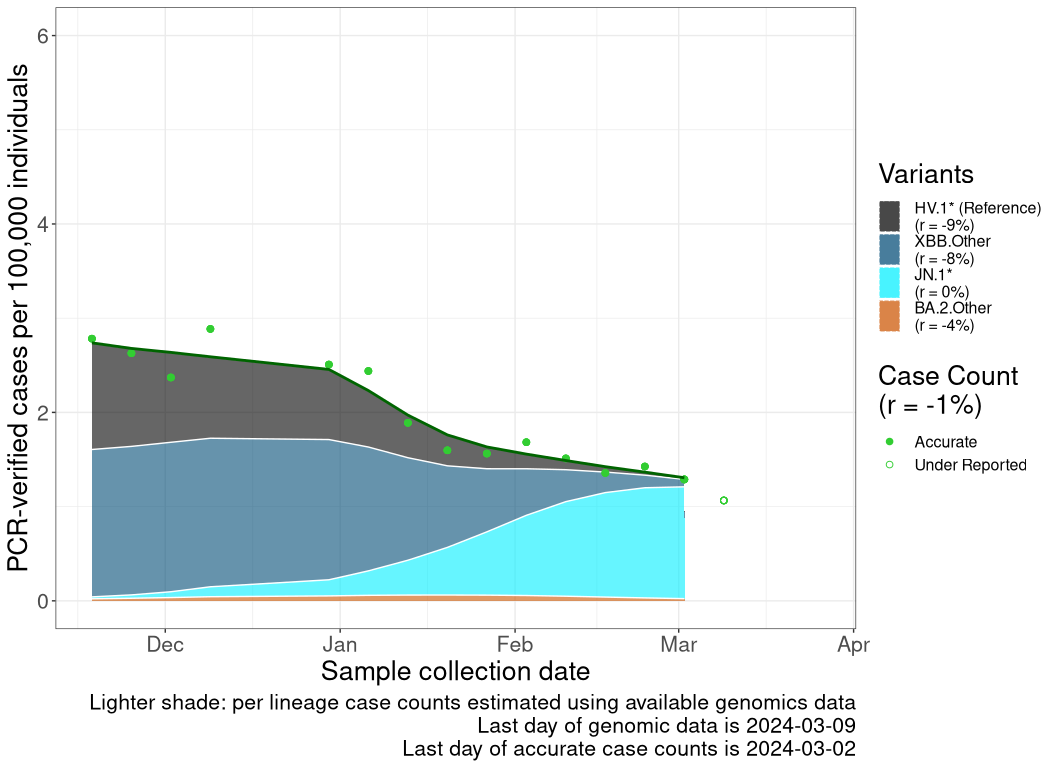 PCR-verified cases per 100,000 individuals
6
4
2
0
Dec
Jan
Feb
Mar
Apr
Sample collection date
Lighter shade: per lineage case counts estimated using available genomics data
Last day of genomic data is 2024-03-09
Last day of accurate case counts is 2024-03-02
Variants
HV.1* (Reference)
(r = -9%)
XBB.Other
(r = -8%)
JN.1*
(r = 0%)
BA.2.Other
(r = -4%)
Case Count
(r = -1%)
Accurate
Under Reported